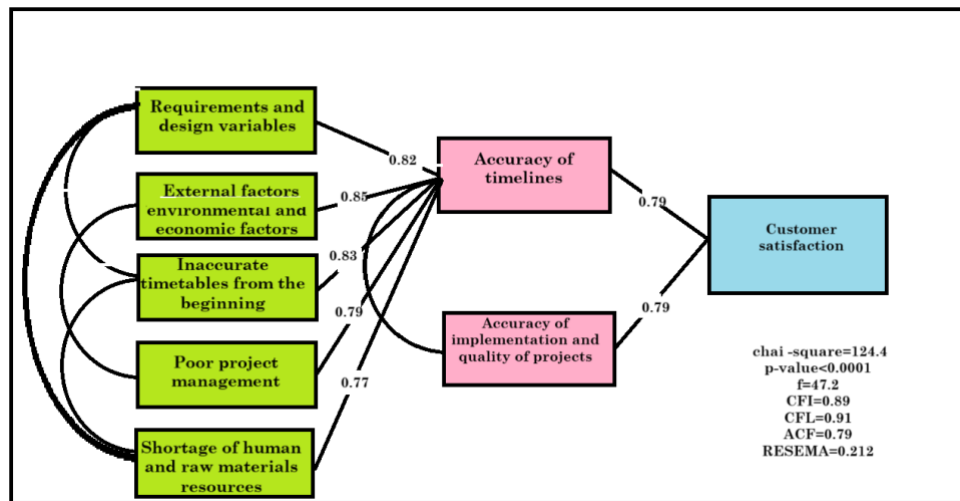 Requirements and
design variables
External factors
environmental and
economic factors
Inaccurate
timetables from the
beginning
Poor project
management
Shortage of human
and raw materials
resources
0.82
0.85
0.83
0.79
0.77
Accuracy of
timelines
Accuracy of
implementation and
quality of projects
0.79
0.79
Customer
satisfaction
chai -square=124.4
p-value<0.0001
f=47.2
CFI=0.89
CFL=0.91
ACF=0.79
RESEMA=0.212